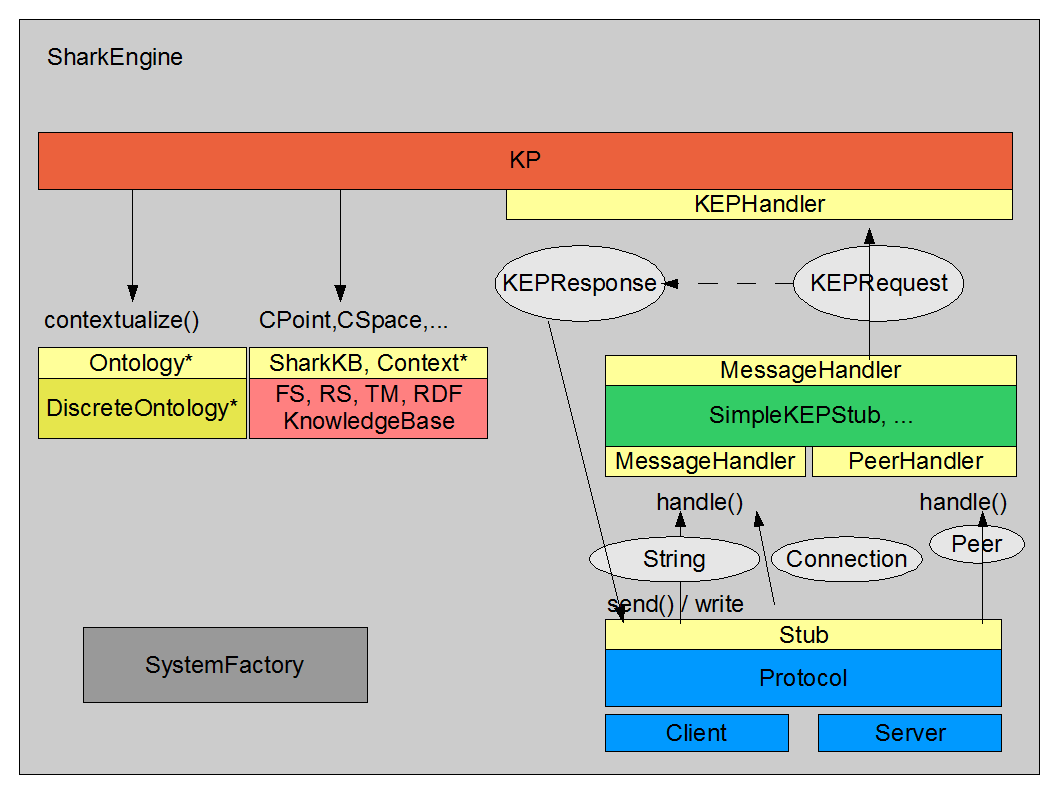 SharkEngine
KP
KEPHandler
KEPResponse
KEPRequest
contextualize()
CPoint,CSpace,...
Ontology*
SharkKB, Context*
DiscreteOntology*
FS, RS, TM, RDF
KnowledgeBase
MessageHandler
SimpleKEPStub, ...
MessageHandler
PeerHandler
handle()
handle()
String
Connection
Peer
send() / write
Stub
Protocol
Client
Server
SystemFactory